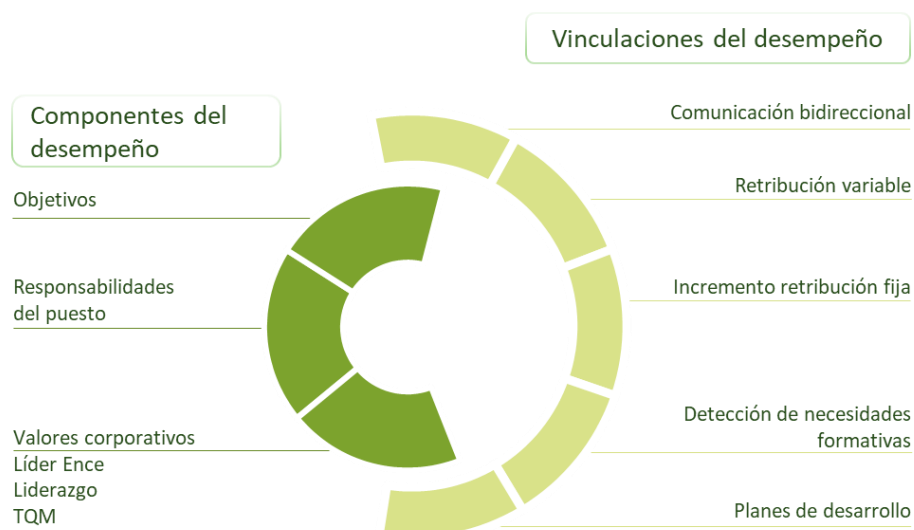 Vinculaciones del desempeño
Componentes del
desempeño
Objetivos
Responsabilidades
del puesto
Valores corporativos
Líder Ence
Liderazgo
TQM
Comunicación bidireccional
Retribución variable
Incremento retribución fija
Detección de necesidades
formativas
Planes de desarrollo